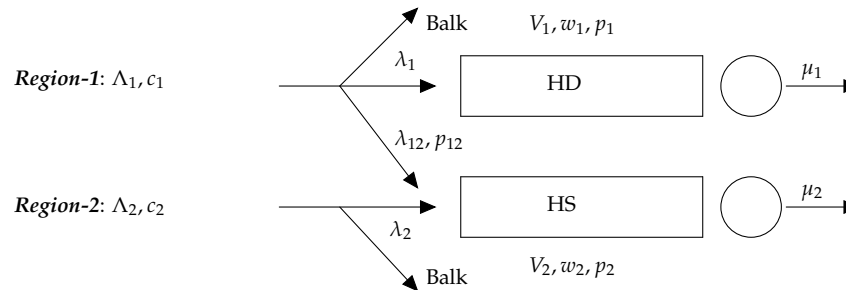 Balk
V₁, w₁, p₁
Region-1: Λ₁, c₁
λ₁
HD
μ₁
λ₁₂, p₁₂
Region-2: Λ₂, c₂
HS
μ₂
λ₂
Balk
V₂, w₂, p₂